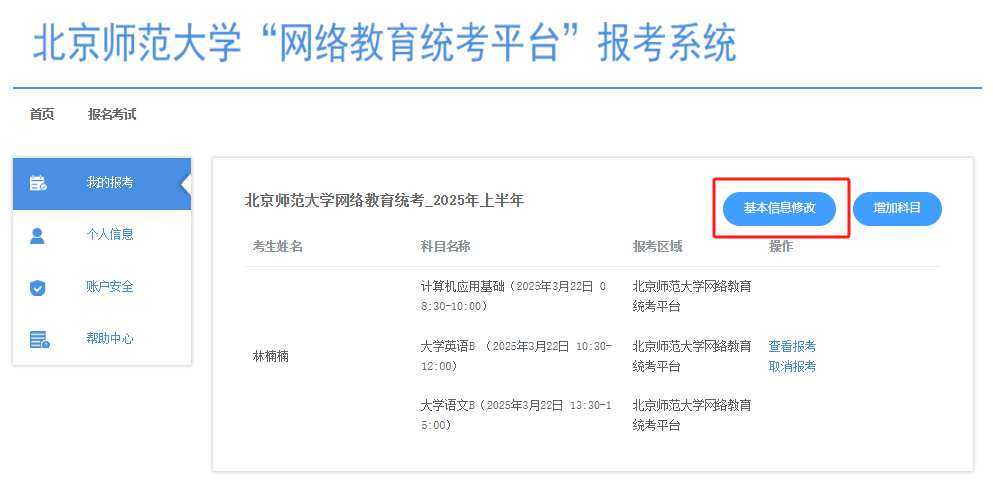 北京师范大学“网络教育统考平台”报考系统
首页 报名考试
我的报考
个人信息
账户安全
帮助中心
北京师范大学网络教育统考_2025年上半年
基本信息修改 增加科目
考生姓名 科目名称 报考区域 操作
林楠楠
计算机应用基础（2025年3月22日 0
8:30-10:00）
北京师范大学网络教育
统考平台
大学英语B （2025年3月22日 10:30-
12:00）
北京师范大学网络教育
统考平台
查看报考
取消报考
大学语文B（2025年3月22日 13:30-1
5:00）
北京师范大学网络教育
统考平台